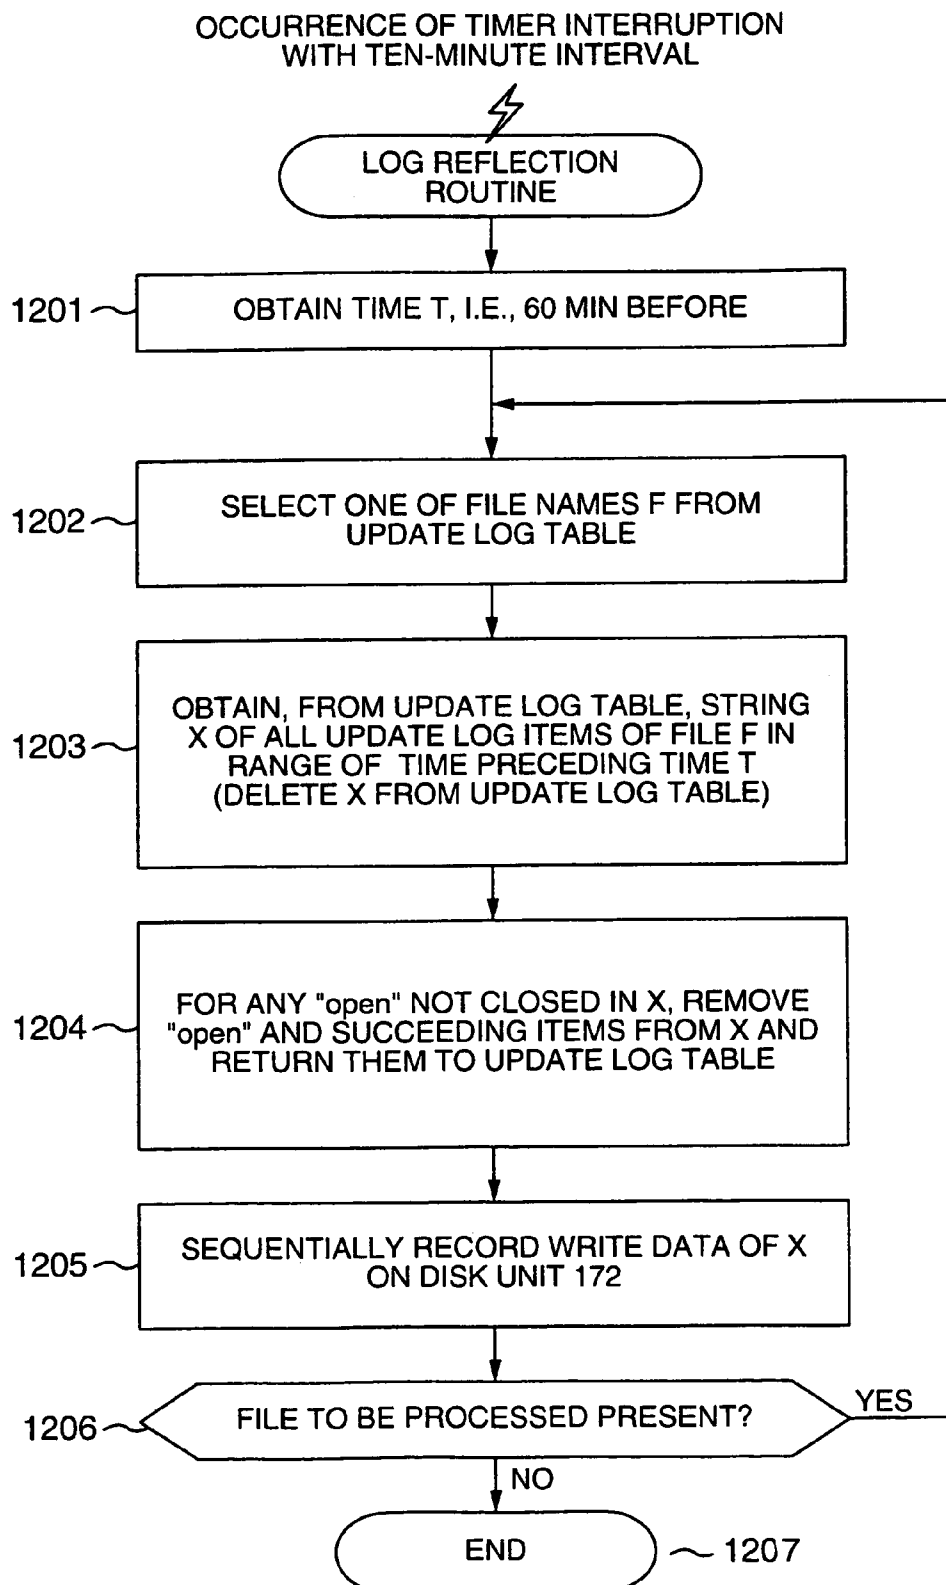 OCCURRENCE OF TIMER INTERRUPTION
WITH TEN-MINUTE INTERVAL
LOG REFLECTION
ROUTINE
1201
OBTAIN TIME T, I.E., 60 MIN BEFORE
1202
SELECT ONE OF FILE NAMES F FROM
UPDATE LOG TABLE
1203
OBTAIN, FROM UPDATE LOG TABLE, STRING
X OF ALL UPDATE LOG ITEMS OF FILE F IN
RANGE OF TIME PRECEDING TIME T
(DELETE X FROM UPDATE LOG TABLE)
1204
FOR ANY "open" NOT CLOSED IN X, REMOVE
"open" AND SUCCEEDING ITEMS FROM X AND
RETURN THEM TO UPDATE LOG TABLE
1205
SEQUENTIALLY RECORD WRITE DATA OF X
ON DISK UNIT 172
1206
FILE TO BE PROCESSED PRESENT?
YES
NO
END
1207